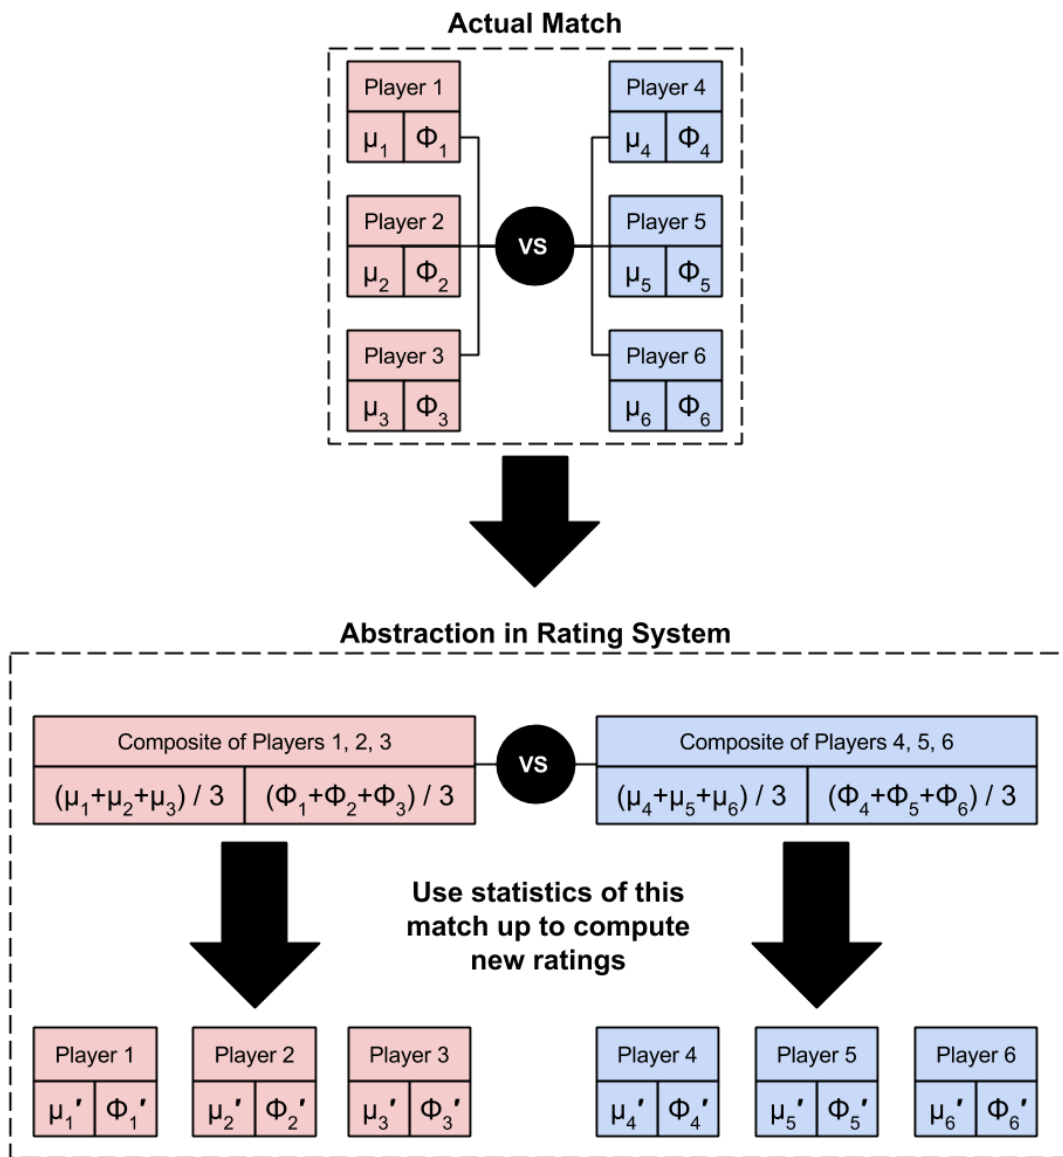 Actual Match
Player 1
μ₁ Φ₁
Player 4
μ₄ Φ₄
Player 2
μ₂ Φ₂
VS
Player 5
μ₅ Φ₅
Player 3
μ₃ Φ₃
Player 6
μ₆ Φ₆
Abstraction in Rating System
Composite of Players 1, 2, 3
(μ₁+μ₂+μ₃) / 3 (Φ₁+Φ₂+Φ₃) / 3
VS
Composite of Players 4, 5, 6
(μ₄+μ₅+μ₆) / 3 (Φ₄+Φ₅+Φ₆) / 3
Use statistics of this
match up to compute
new ratings
Player 1
μ₁′ Φ₁′
Player 2
μ₂′ Φ₂′
Player 3
μ₃′ Φ₃′
Player 4
μ₄′ Φ₄′
Player 5
μ₅′ Φ₅′
Player 6
μ₆′ Φ₆′